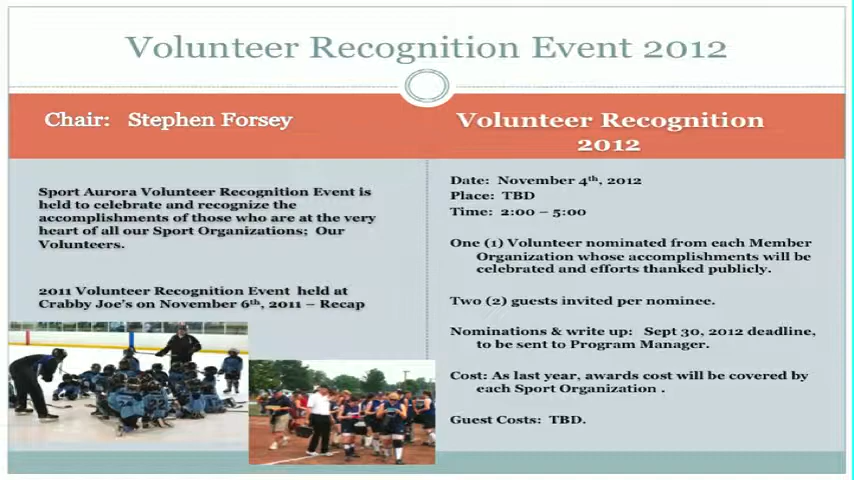 Volunteer Recognition Event 2012
Chair: Stephen Forsey
Sport Aurora Volunteer Recognition Event is
held to celebrate and recognize the
accomplishments of those who are at the very
heart of all our Sport Organizations; Our
Volunteers.
2011 Volunteer Recognition Event held at
Crabby Joe's on November 6th, 2011 – Recap
Volunteer Recognition
2012
Date: November 4th, 2012
Place: TBD
Time: 2:00 – 5:00
One (1) Volunteer nominated from each Member
Organization whose accomplishments will be
celebrated and efforts thanked publicly.
Two (2) guests invited per nominee.
Nominations & write up: Sept 30, 2012 deadline,
to be sent to Program Manager.
Cost: As last year, awards cost will be covered by
each Sport Organization .
Guest Costs: TBD.